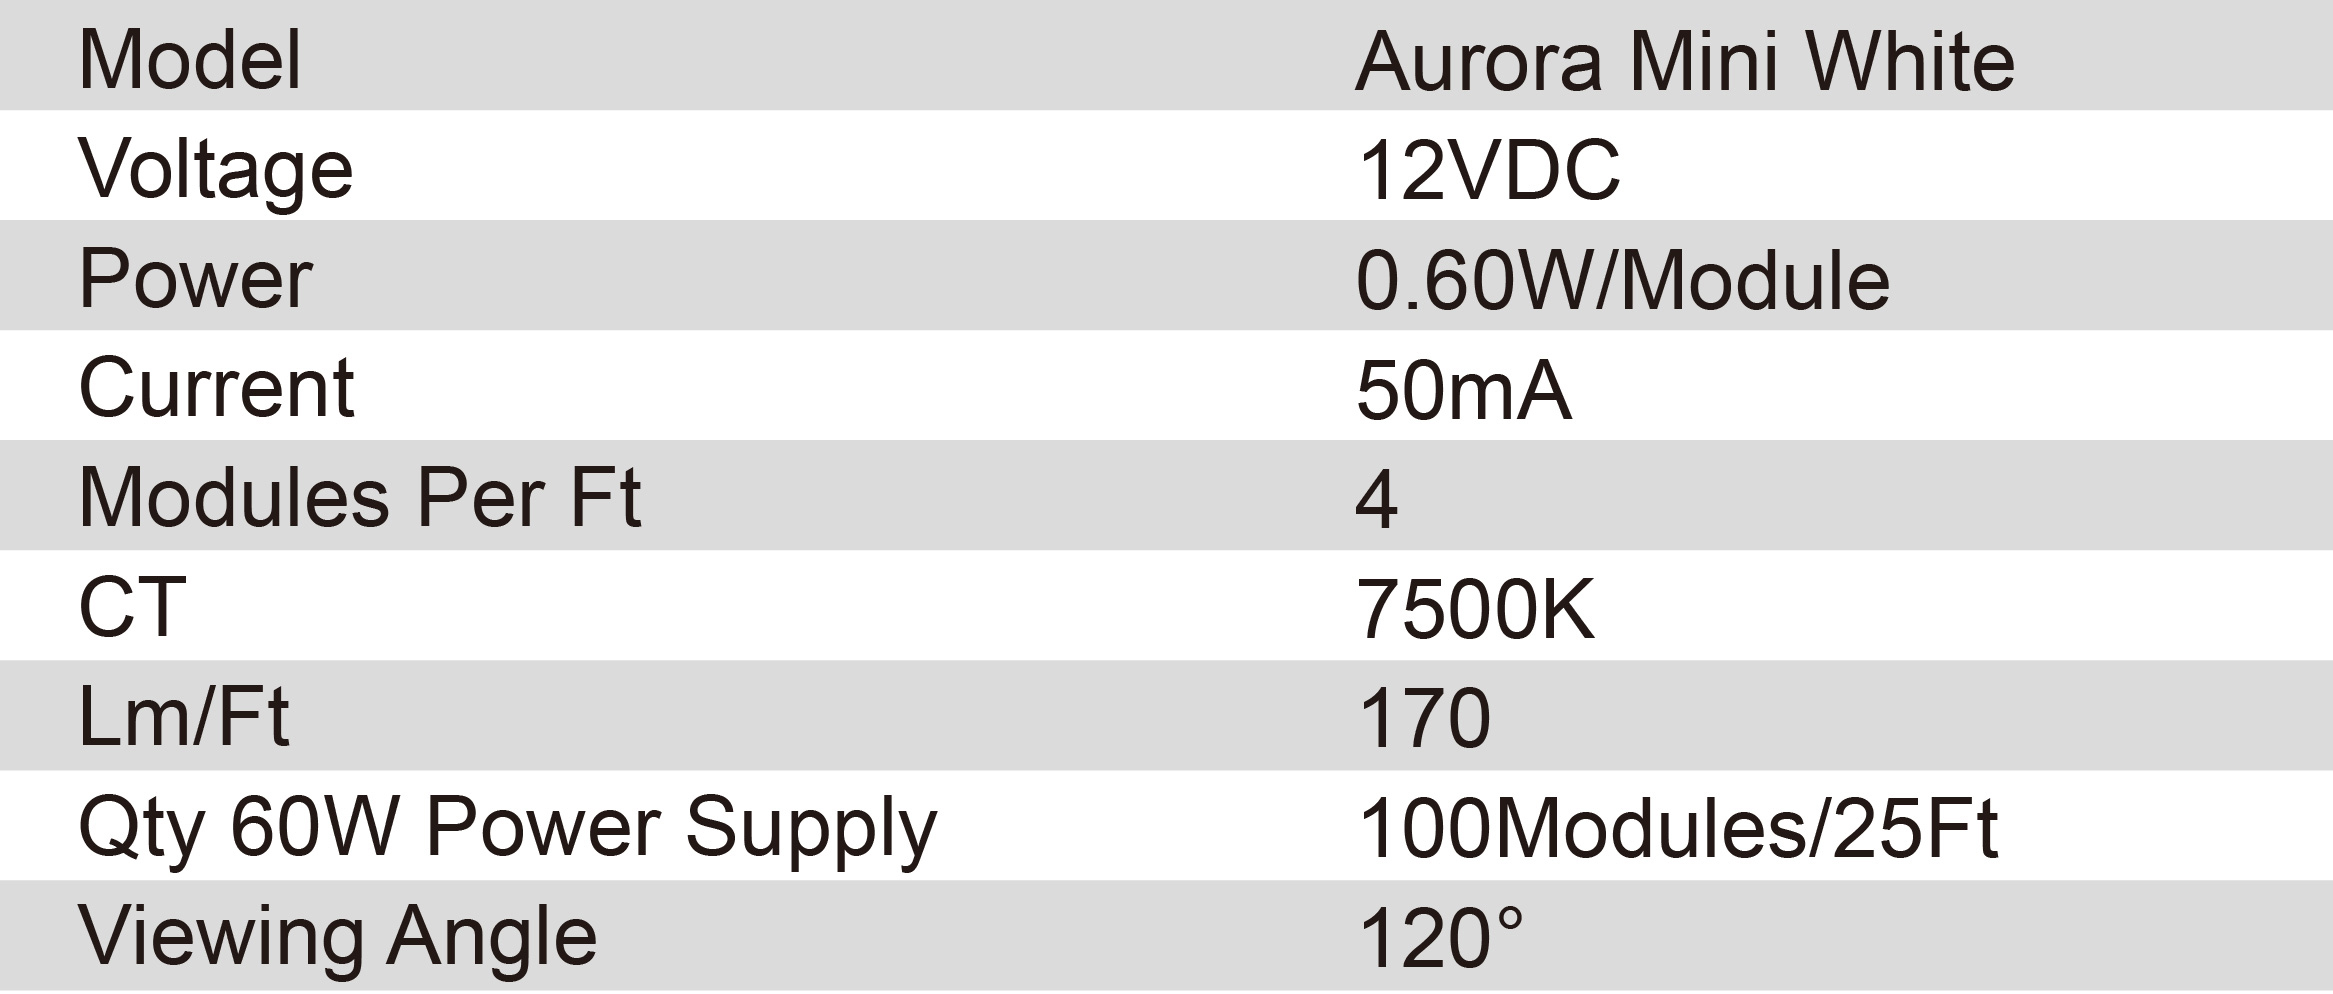 Model Aurora Mini White
Voltage 12VDC
Power 0.60W/Module
Current 50mA
Modules Per Ft 4
CT 7500K
Lm/Ft 170
Qty 60W Power Supply 100Modules/25Ft
Viewing Angle 120°